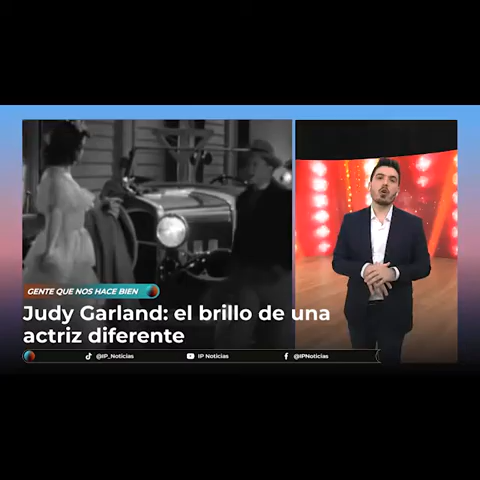 GENTE QUE NOS HACE BIEN
Judy Garland: el brillo de una
actriz diferente
@IP_Noticias
IP Noticias
@IPNoticias